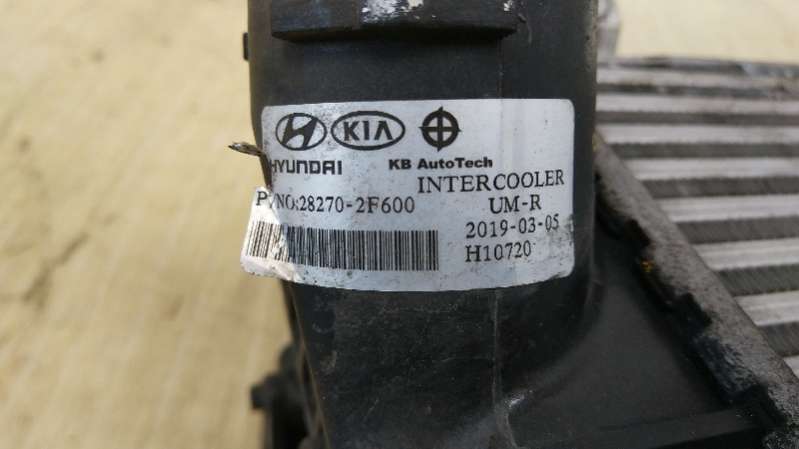 HYUNDAI KIA KB AutoTech
INTERCOOLER
P/NO:28270-2F600 UM-R
2019-03-05
H10720